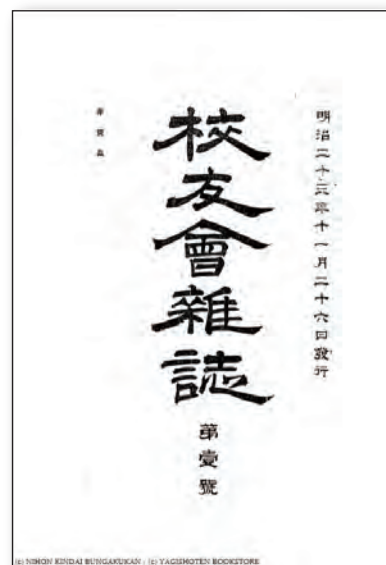 明治二十三年十一月二十六日發行
校友會雜誌
第壹號
非賣品
(c) NIHON KINDAI BUNGAKUKAN : (c) YAGISHOTEN BOOKSTORE